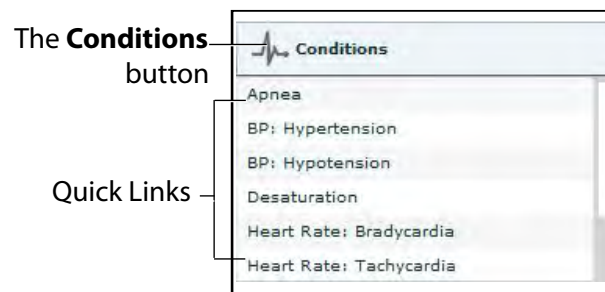 The Conditions
button
Conditions
Apnea
BP: Hypertension
BP: Hypotension
Quick Links
Desaturation
Heart Rate: Bradycardia
Heart Rate: Tachycardia